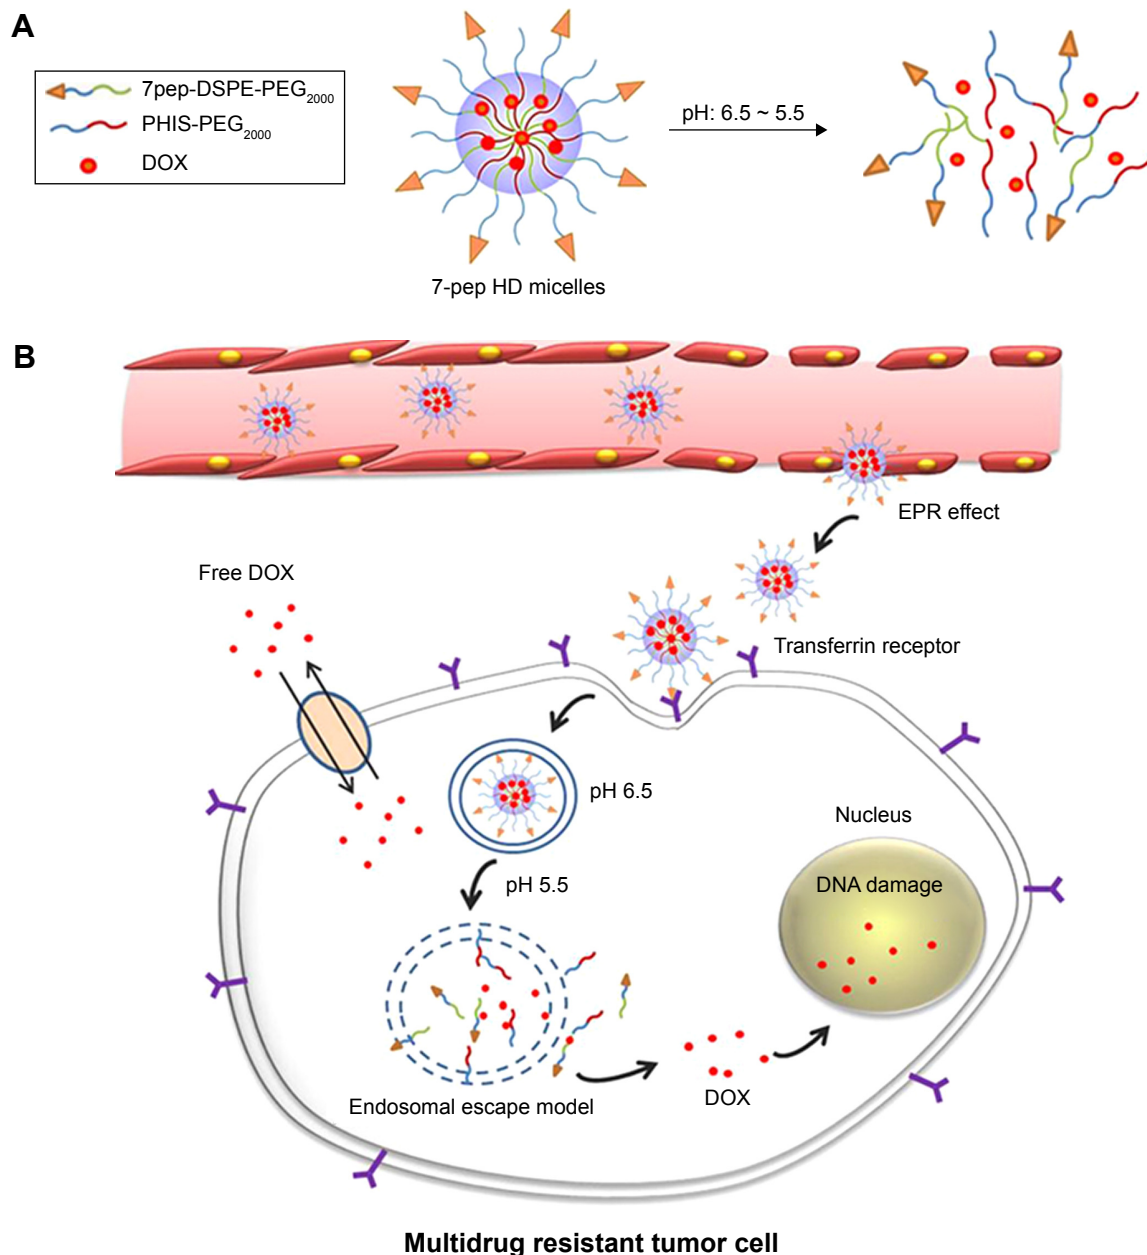 A
7pep-DSPE-PEG2000
PHIS-PEG2000
DOX
pH: 6.5 ~ 5.5
7-pep HD micelles
B
EPR effect
Free DOX
Transferrin receptor
pH 6.5
Nucleus
pH 5.5
DNA damage
DOX
Endosomal escape model
Multidrug resistant tumor cell